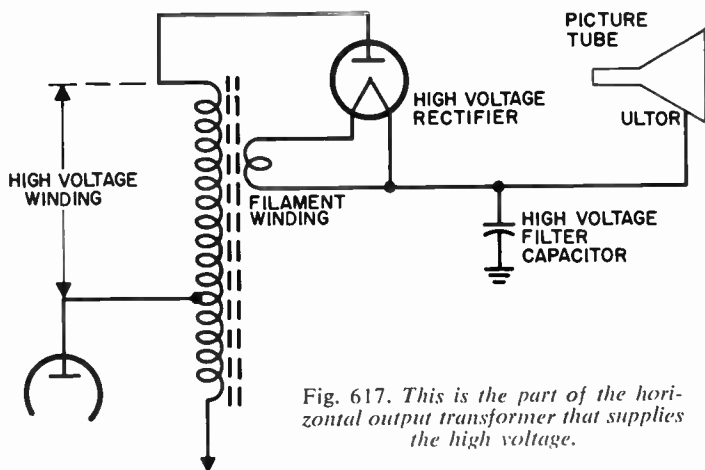 PICTURE
TUBE
HIGH VOLTAGE
RECTIFIER
ULTOR
HIGH VOLTAGE
WINDING
FILAMENT
WINDING
HIGH VOLTAGE
FILTER
CAPACITOR
Fig. 617. This is the part of the hori-
zontal output transformer that supplies
the high voltage.